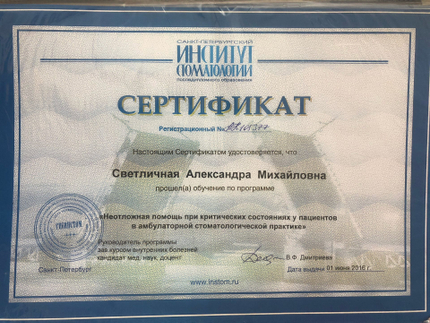 САНКТ-ПЕТЕРБУРГСКИЙ
ИНСТИТУТ
СТОМАТОЛОГИИ
последипломного образования
СЕРТИФИКАТ
Регистрационный №
Настоящим Сертификатом удостоверяется, что
Светличная Александра Михайловна
прошел(а) обучение по программе
«Неотложная помощь при критических состояниях у пациентов
в амбулаторной стоматологической практике»
Руководитель программы
зав.курсом внутренних болезней
кандидат мед. наук, доцент
В.Ф. Дмитриева
Санкт-Петербург
Дата выдачи 01 июня 2016 г.
www.instom.ru